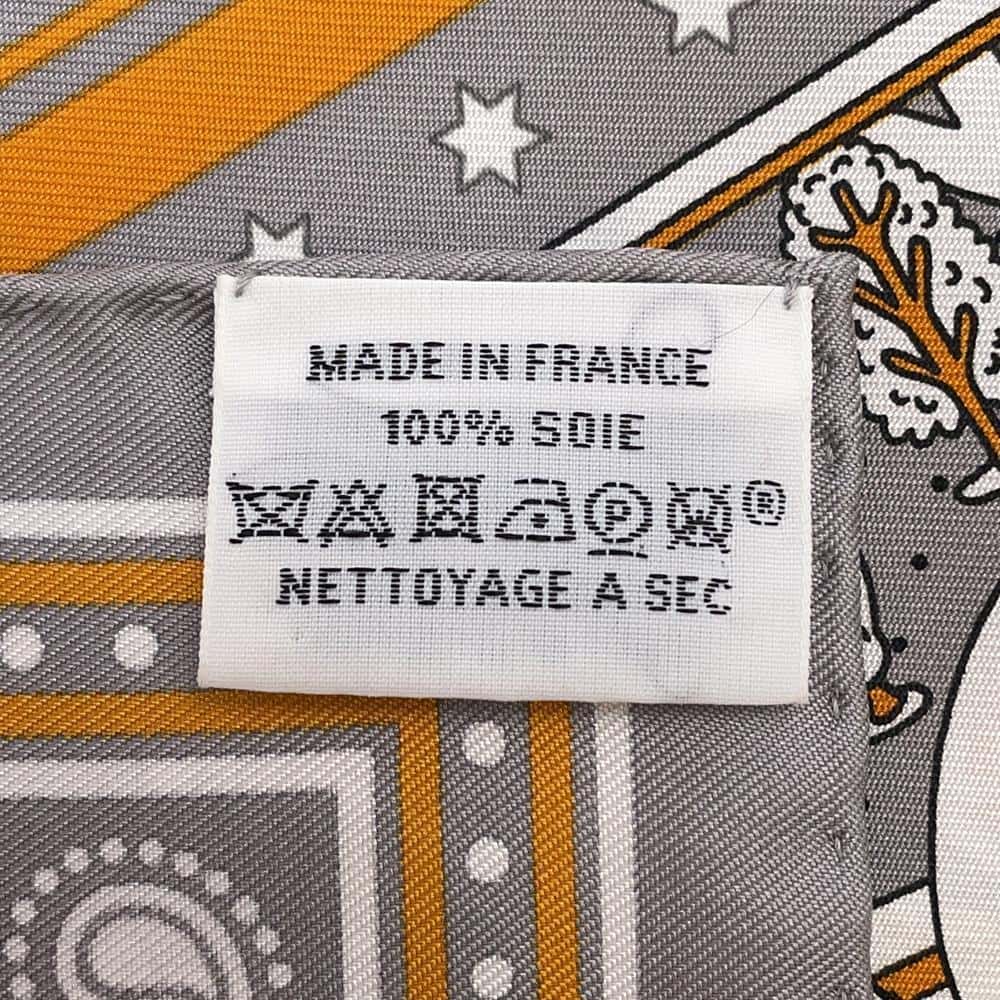 MADE IN FRANCE
100% SOIE
P W ®
NETTOYAGE A SEC